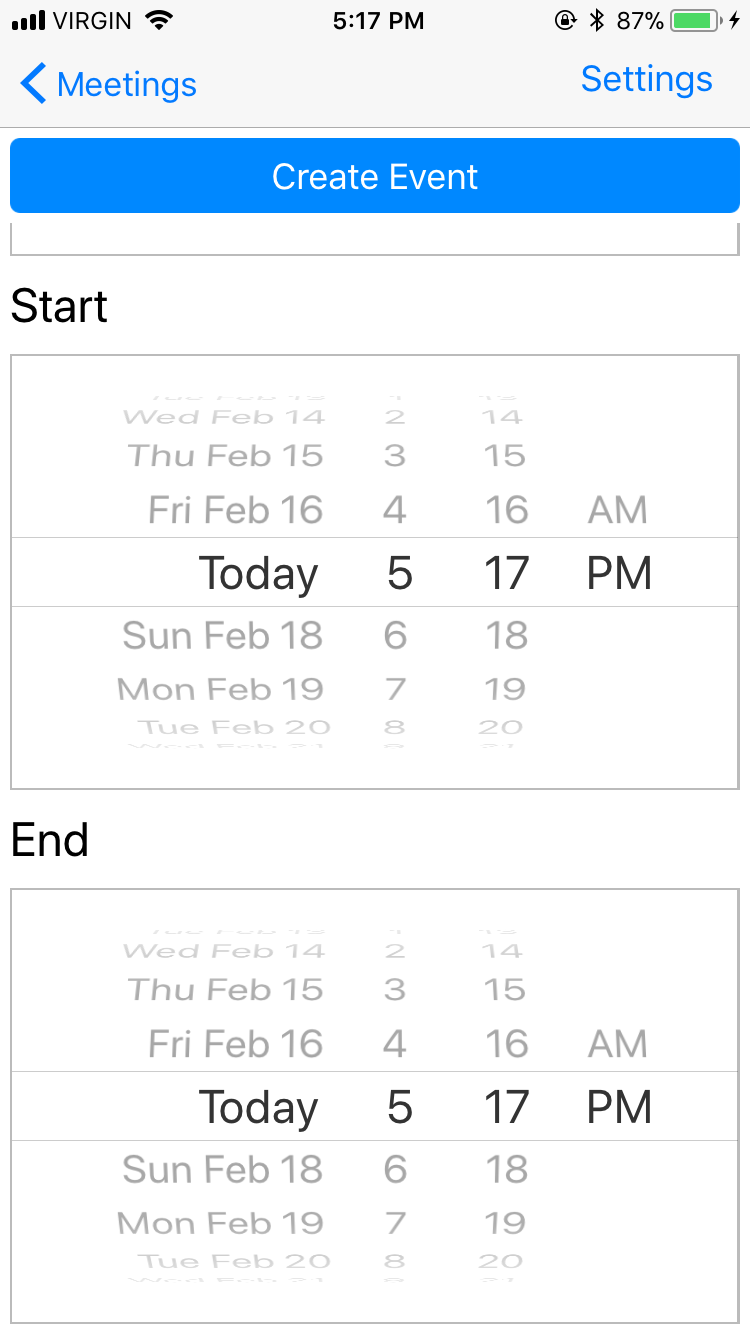 VIRGIN 5:17 PM 87%
Meetings Settings
Create Event
Start
Wed Feb 14 2 14
Thu Feb 15 3 15
Fri Feb 16 4 16 AM
Today 5 17 PM
Sun Feb 18 6 18
Mon Feb 19 7 19
Tue Feb 20 8 20
End
Wed Feb 14 2 14
Thu Feb 15 3 15
Fri Feb 16 4 16 AM
Today 5 17 PM
Sun Feb 18 6 18
Mon Feb 19 7 19
Tue Feb 20 8 20